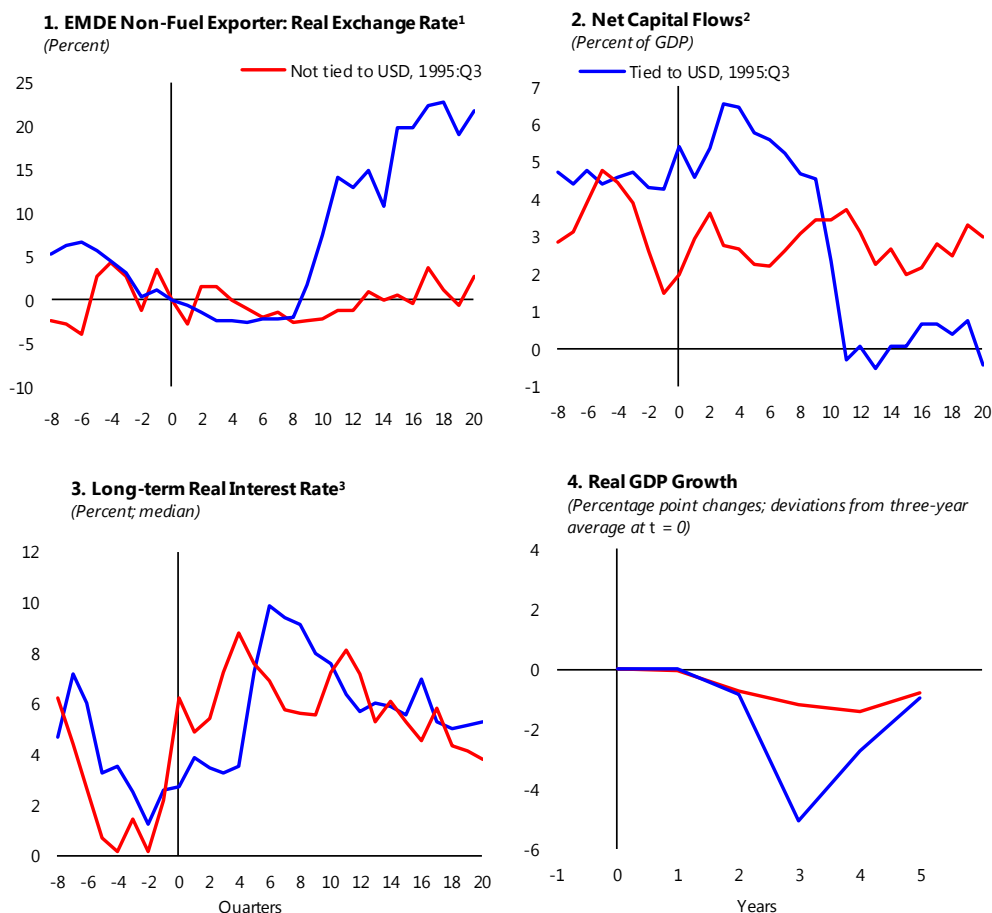 1. EMDE Non-Fuel Exporter: Real Exchange Rate¹
(Percent)
Not tied to USD, 1995:Q3
25
20
15
10
5
0
-5
-10
-8 -6 -4 -2 0 2 4 6 8 10 12 14 16 18 20
2. Net Capital Flows²
(Percent of GDP)
Tied to USD, 1995:Q3
7
6
5
4
3
2
1
0
-1
-8 -6 -4 -2 0 2 4 6 8 10 12 14 16 18 20
3. Long-term Real Interest Rate³
(Percent; median)
12
10
8
6
4
2
0
-8 -6 -4 -2 0 2 4 6 8 10 12 14 16 18 20
Quarters
4. Real GDP Growth
(Percentage point changes; deviations from three-year
average at t = 0)
4
2
0
-2
-4
-6
-1 0 1 2 3 4 5
Years